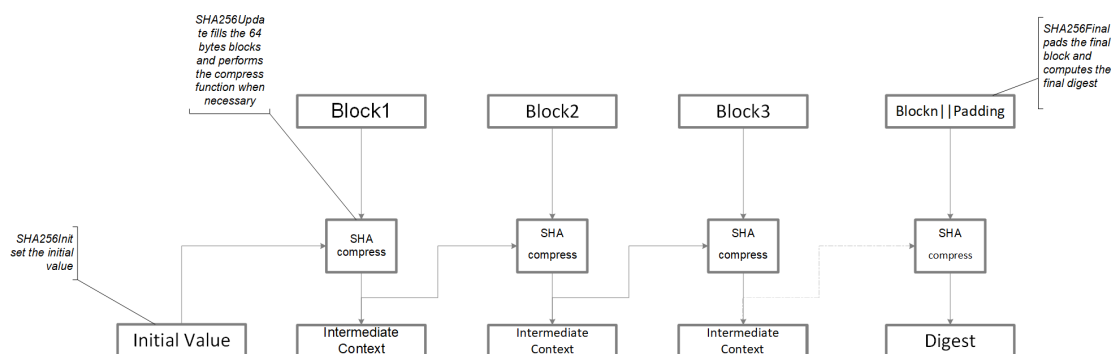 SHA256Upda
te fills the 64
bytes blocks
and performs
the compress
function when
necessary
SHA256Final
pads the final
block and
computes the
final digest
Block1
Block2
Block3
Blockn||Padding
SHA256Init
set the initial
value
SHA
compress
SHA
compress
SHA
compress
SHA
compress
Initial Value
Intermediate
Context
Intermediate
Context
Intermediate
Context
Digest